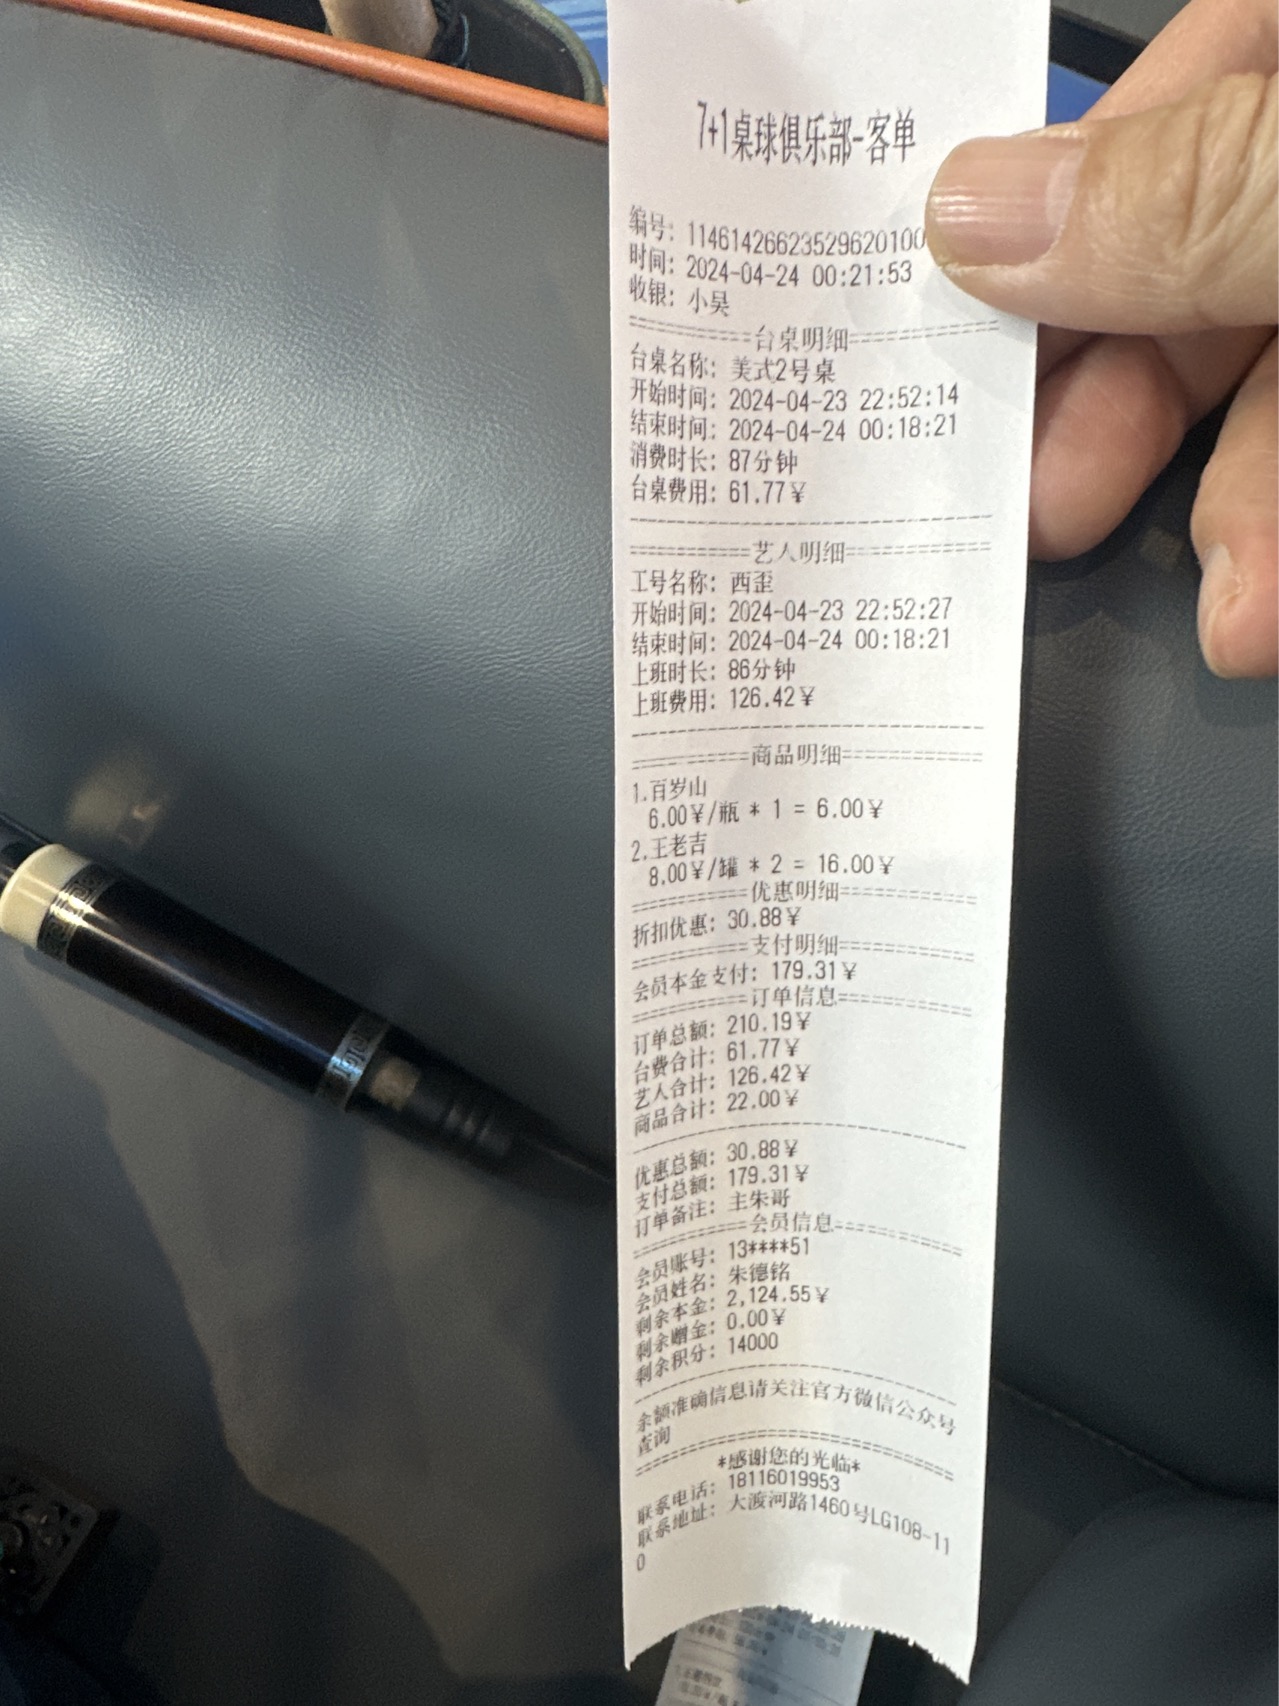 7+1桌球俱乐部-客单
编号: 11461426623529620100
时间: 2024-04-24 00:21:53
收银: 小昊
=========台桌明细=========
台桌名称: 美式2号桌
开始时间: 2024-04-23 22:52:14
结束时间: 2024-04-24 00:18:21
消费时长: 87分钟
台桌费用: 61.77¥
=========艺人明细=========
工号名称: 西歪
开始时间: 2024-04-23 22:52:27
结束时间: 2024-04-24 00:18:21
上班时长: 86分钟
上班费用: 126.42¥
=========商品明细=========
1.百岁山
6.00¥/瓶 * 1 = 6.00¥
2.王老吉
8.00¥/罐 * 2 = 16.00¥
=========优惠明细=========
折扣优惠: 30.88¥
=========支付明细=========
会员本金支付: 179.31¥
=========订单信息=========
订单总额: 210.19¥
台费合计: 61.77¥
艺人合计: 126.42¥
商品合计: 22.00¥
优惠总额: 30.88¥
支付总额: 179.31¥
订单备注: 主朱哥
=========会员信息=========
会员账号: 13****51
会员姓名: 朱德铭
剩余本金: 2,124.55¥
剩余赠金: 0.00¥
剩余积分: 14000
余额准确信息请关注官方微信公众号
查询
*感谢您的光临*
联系电话: 18116019953
联系地址: 大渡河路1460号LG108-11
0